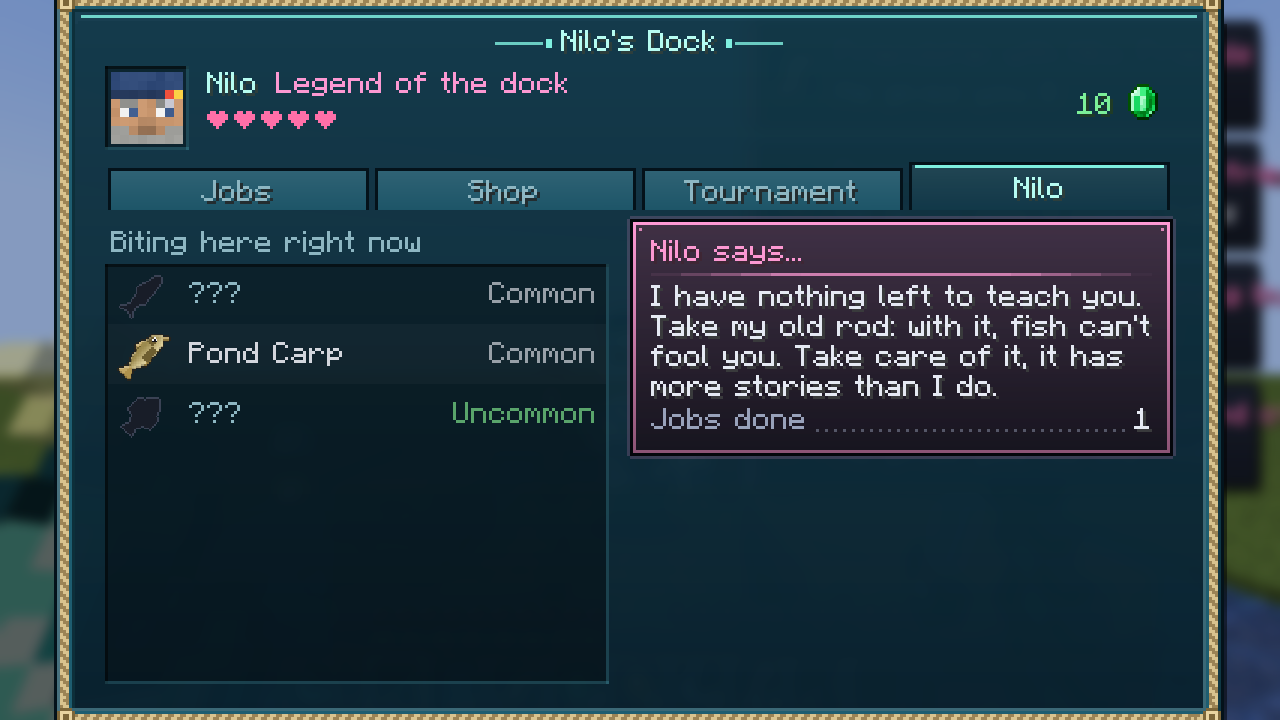 Nilo's Dock
Nilo Legend of the dock
10
Jobs
Shop
Tournament
Nilo
Biting here right now
??? Common
Pond Carp Common
??? Uncommon
Nilo says...
I have nothing left to teach you.
Take my old rod: with it, fish can't
fool you. Take care of it, it has
more stories than I do.
Jobs done 1